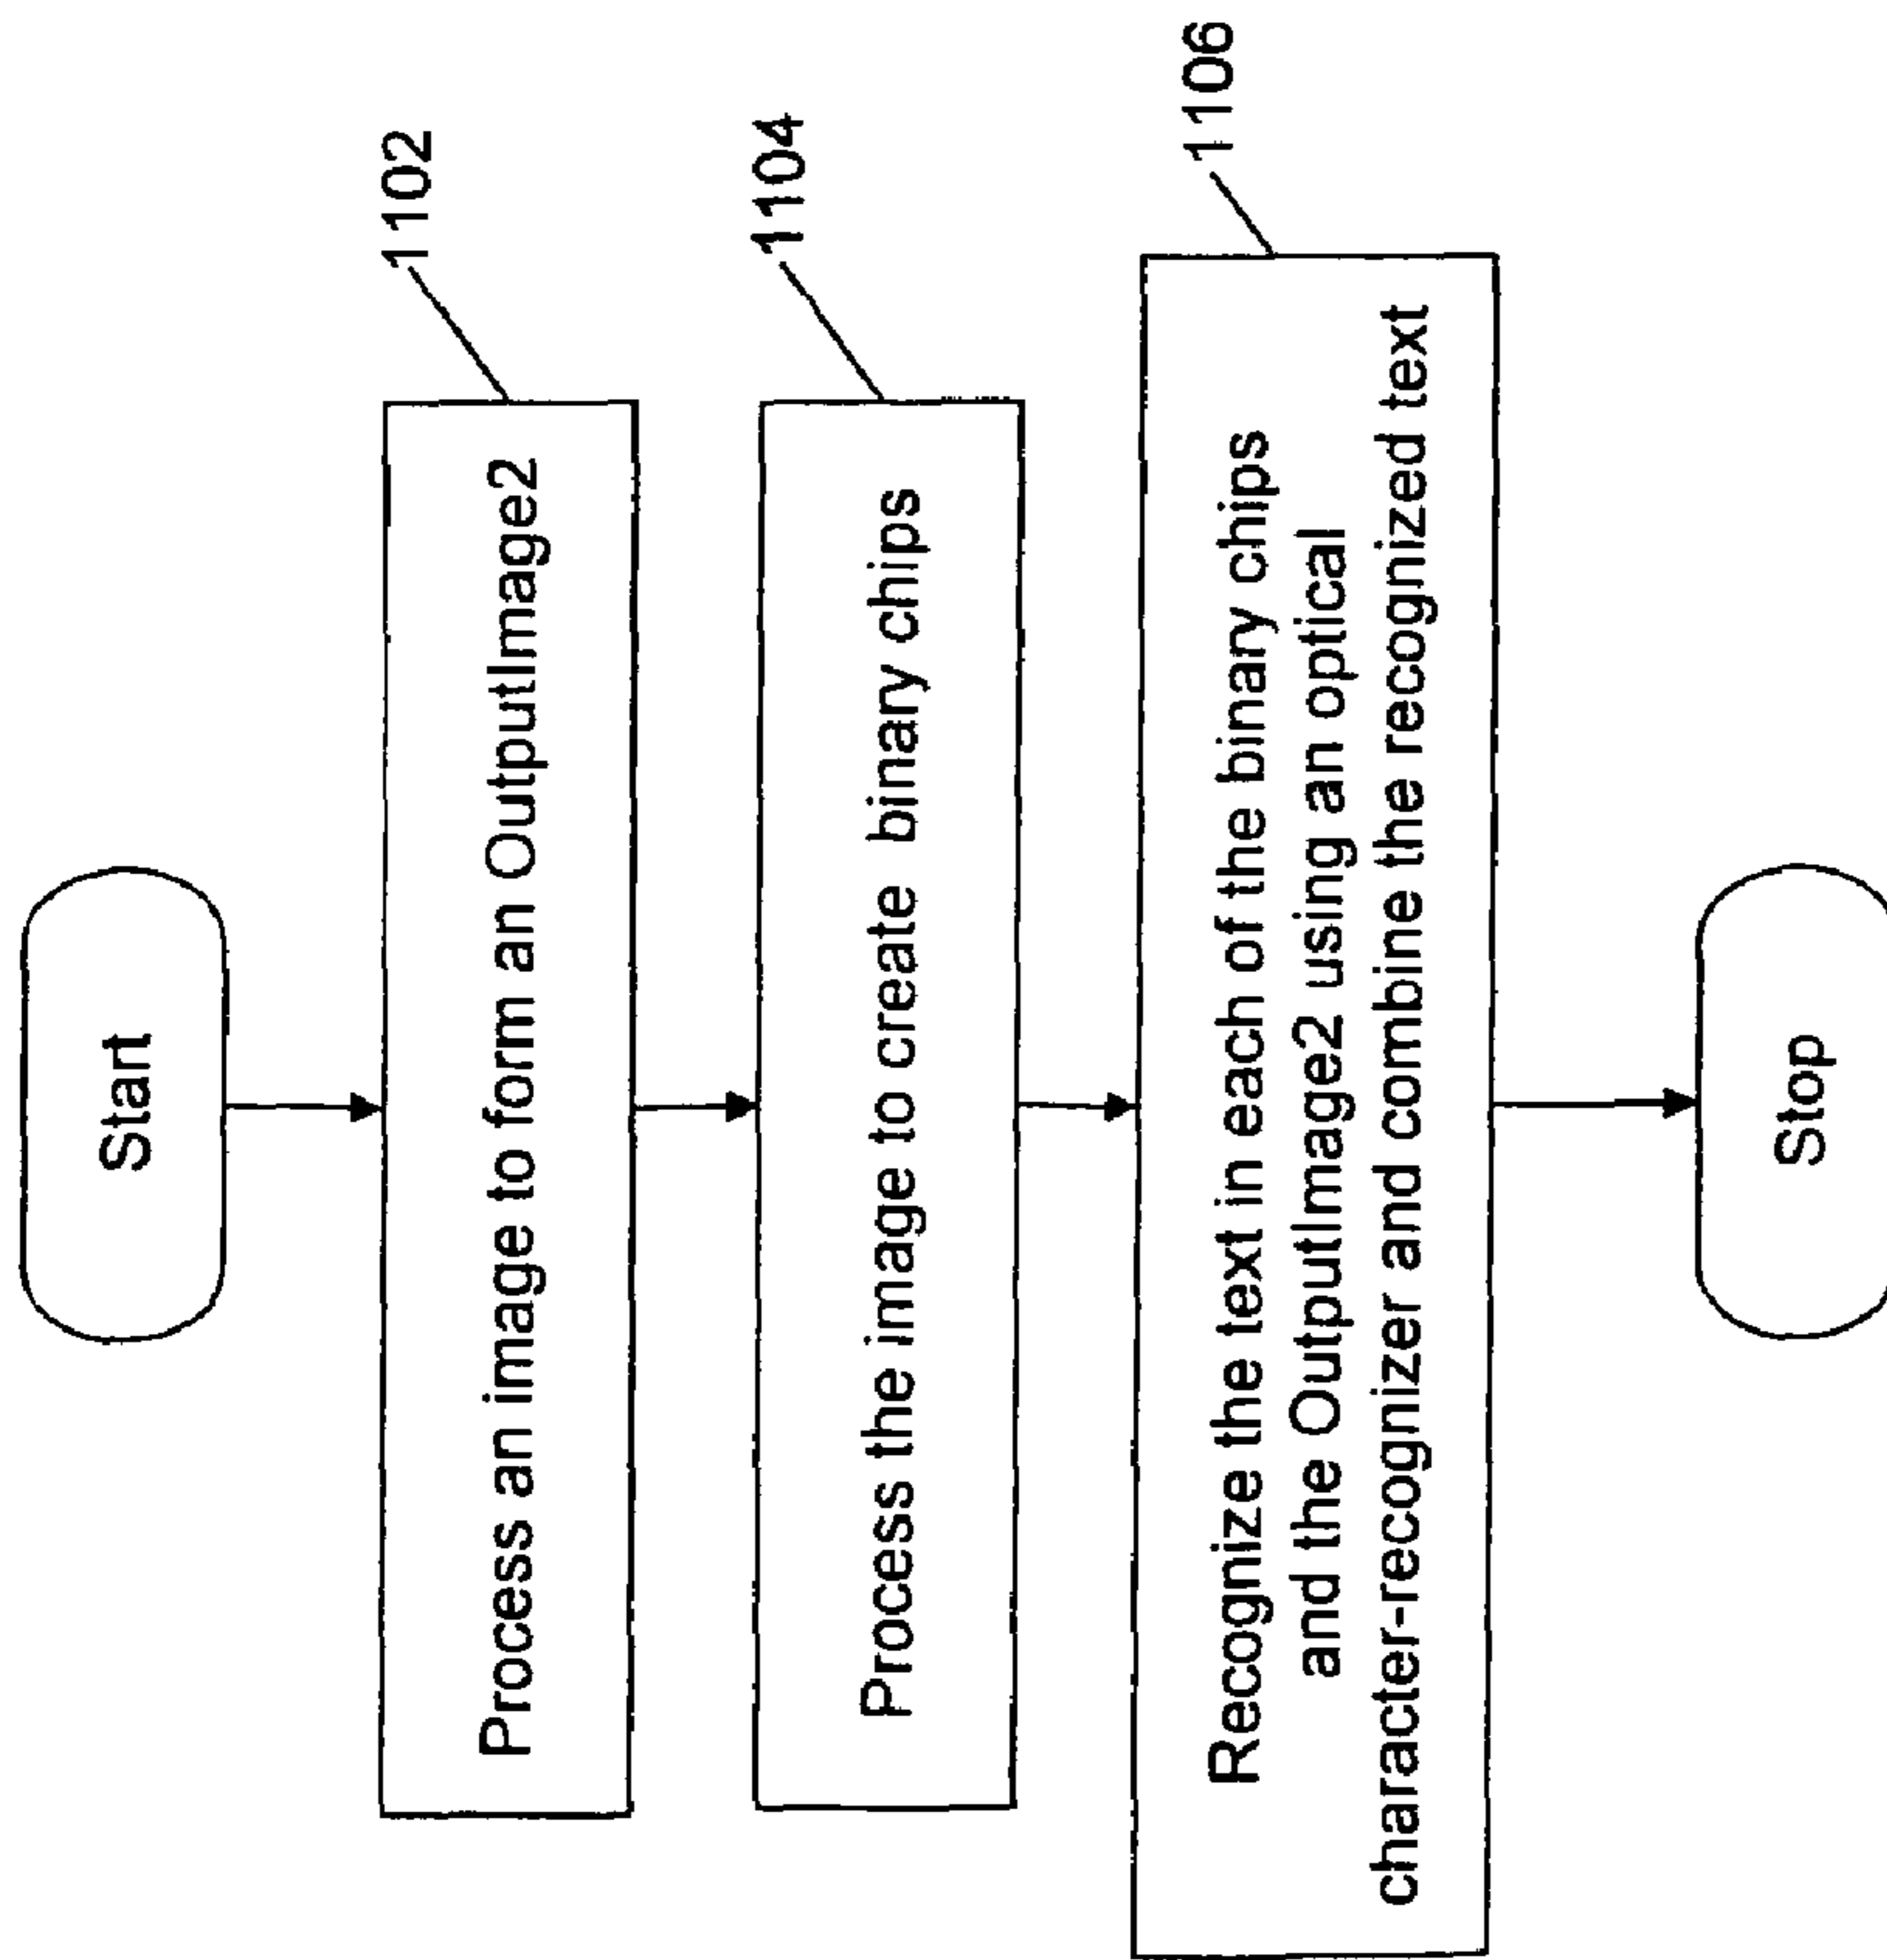 Start
1102
Process an image to form an OutputImage2
1104
Process the image to create binary chips
1106
Recognize the text in each of the binary chips
and the OutputImage2 using an optical
character-recognizer and combine the recognized text
Stop